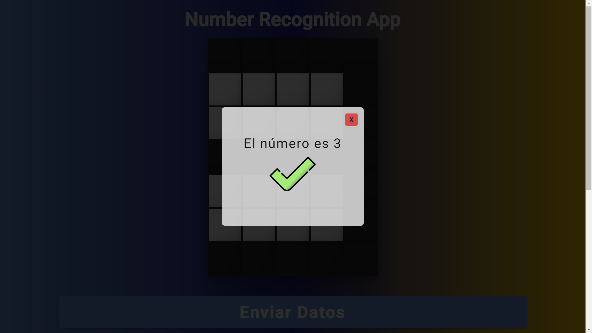 Number Recognition App
x
El número es 3
Enviar Datos